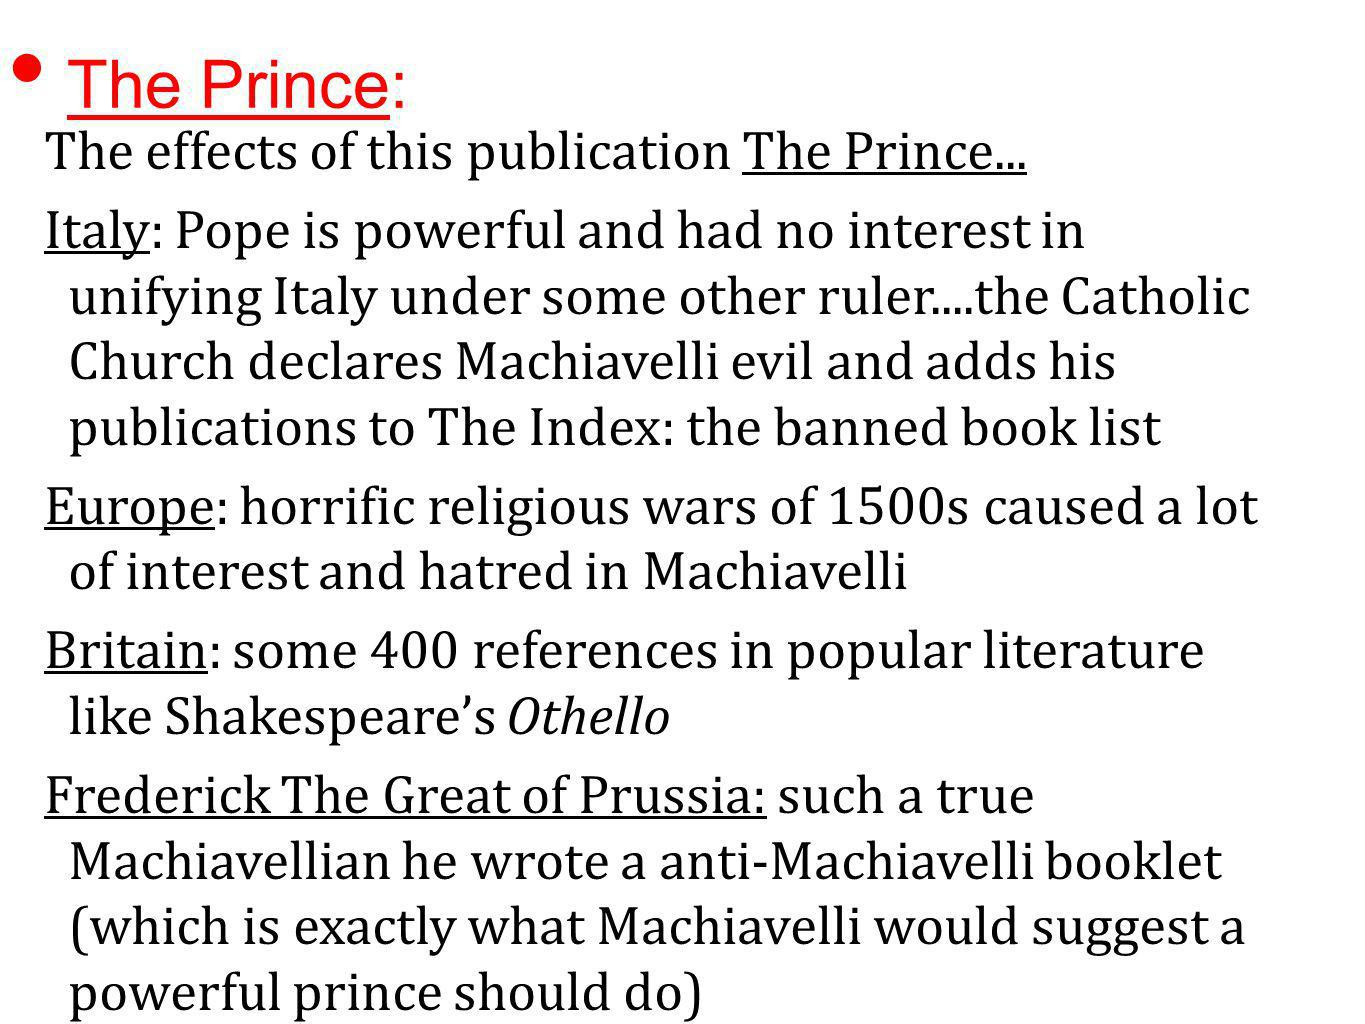 • The Prince:
The effects of this publication The Prince...
Italy: Pope is powerful and had no interest in
unifying Italy under some other ruler....the Catholic
Church declares Machiavelli evil and adds his
publications to The Index: the banned book list
Europe: horrific religious wars of 1500s caused a lot
of interest and hatred in Machiavelli
Britain: some 400 references in popular literature
like Shakespeare’s Othello
Frederick The Great of Prussia: such a true
Machiavellian he wrote a anti-Machiavelli booklet
(which is exactly what Machiavelli would suggest a
powerful prince should do)